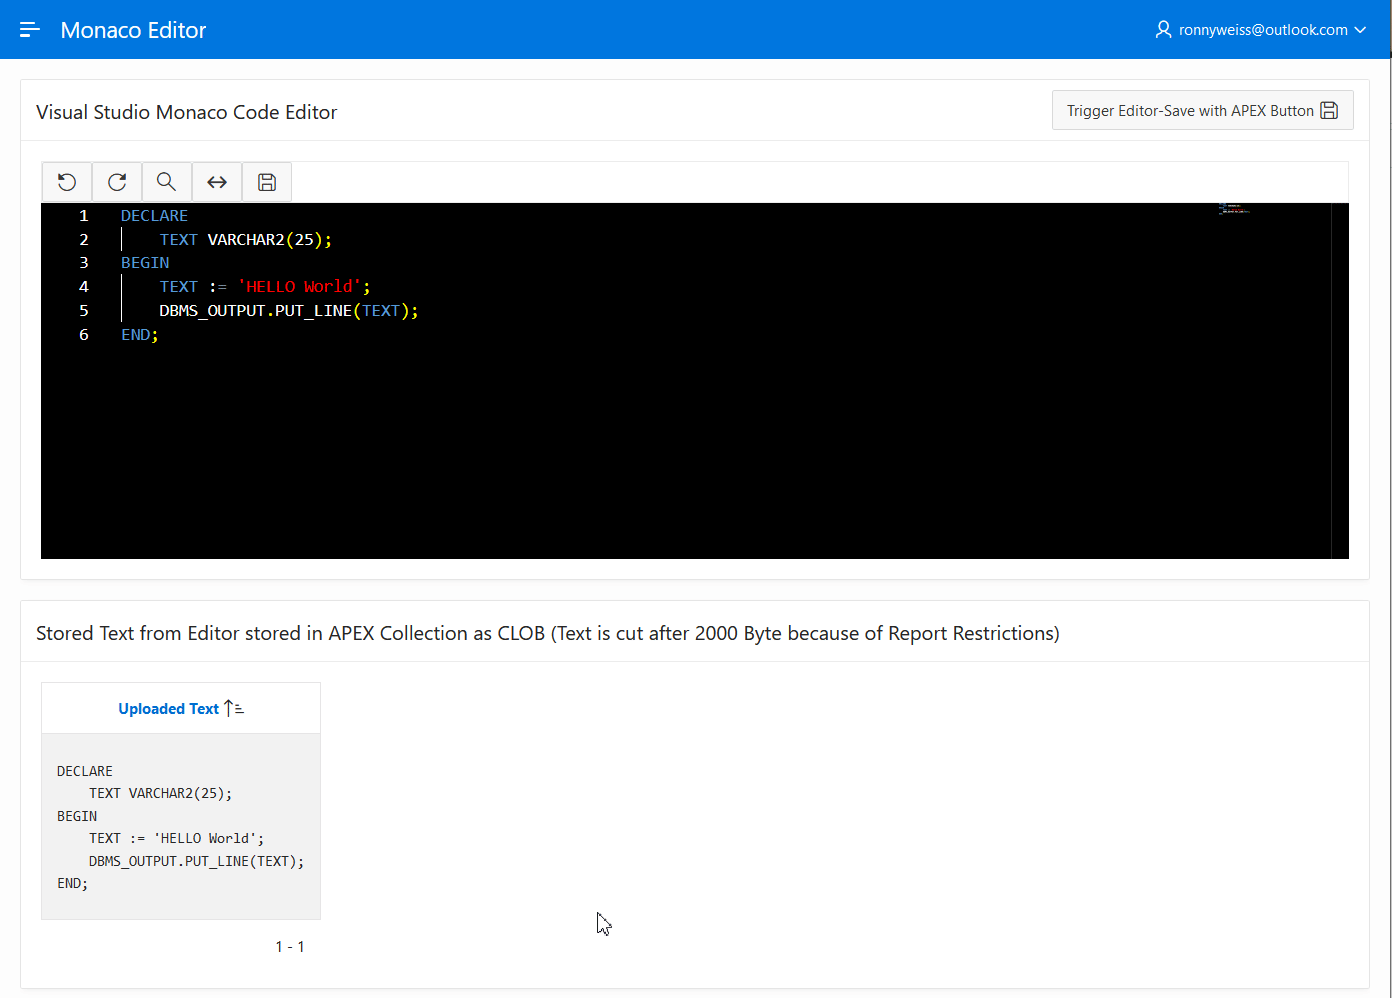 Monaco Editor
ronnyweiss@outlook.com
Visual Studio Monaco Code Editor
Trigger Editor-Save with APEX Button
1 DECLARE
2 TEXT VARCHAR2(25);
3 BEGIN
4 TEXT := 'HELLO World';
5 DBMS_OUTPUT.PUT_LINE(TEXT);
6 END;
Stored Text from Editor stored in APEX Collection as CLOB (Text is cut after 2000 Byte because of Report Restrictions)
Uploaded Text
DECLARE
TEXT VARCHAR2(25);
BEGIN
TEXT := 'HELLO World';
DBMS_OUTPUT.PUT_LINE(TEXT);
END;
1 - 1